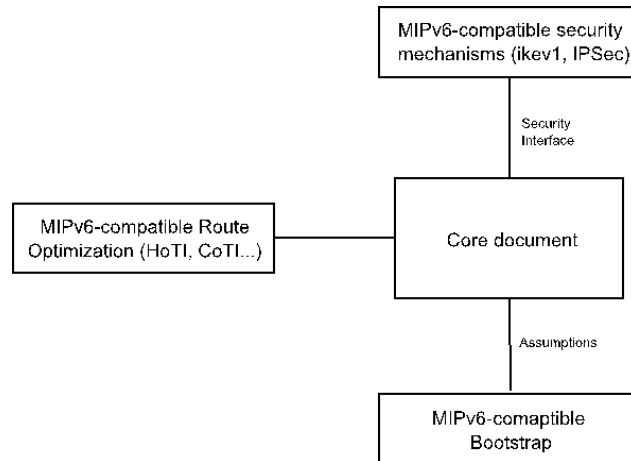 MIPv6-compatible security
mechanisms (ikev1, IPSec)
Security
Interface
MIPv6-compatible Route
Optimization (HoTI, CoTI...)
Core document
Assumptions
MIPv6-comaptible
Bootstrap